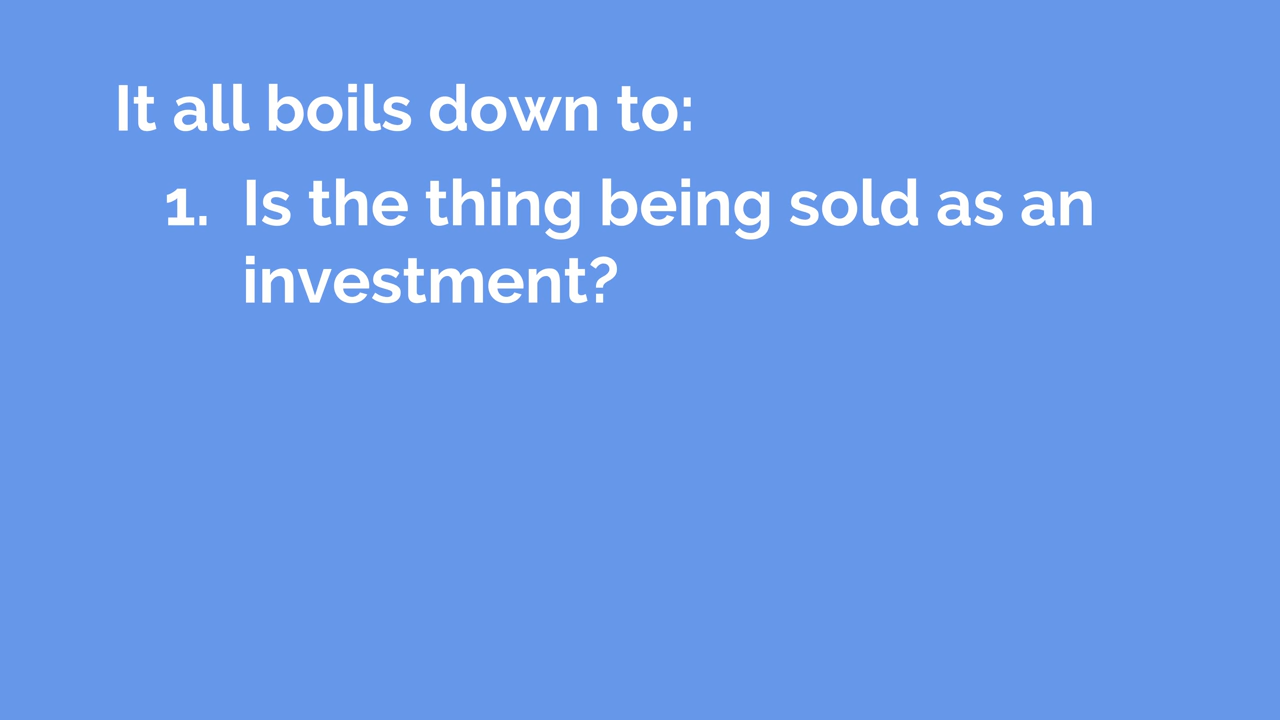 It all boils down to:
1. Is the thing being sold as an
investment?